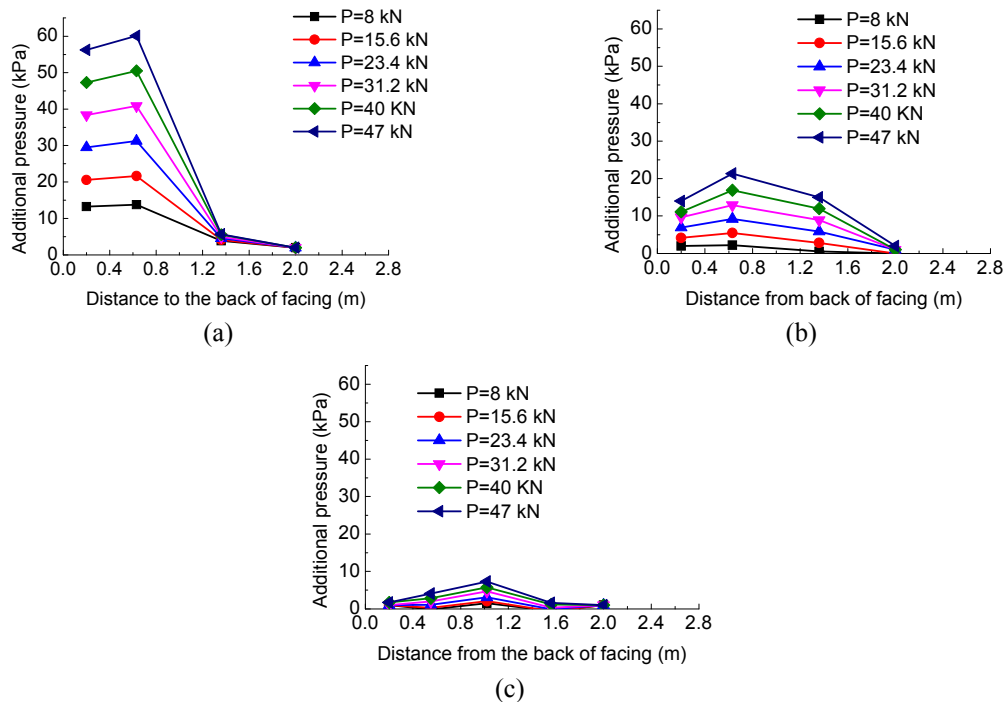 Additional pressure (kPa)
60
50
40
30
20
10
0
0.0 0.4 0.8 1.2 1.6 2.0 2.4 2.8
Distance to the back of facing (m)
P=8 kN
P=15.6 kN
P=23.4 kN
P=31.2 kN
P=40 KN
P=47 kN
(a)
Additional pressure (kPa)
60
50
40
30
20
10
0
0.0 0.4 0.8 1.2 1.6 2.0 2.4 2.8
Distance from back of facing (m)
P=8 kN
P=15.6 kN
P=23.4 kN
P=31.2 kN
P=40 KN
P=47 kN
(b)
Additional pressure (kPa)
60
50
40
30
20
10
0
0.0 0.4 0.8 1.2 1.6 2.0 2.4 2.8
Distance from the back of facing (m)
P=8 kN
P=15.6 kN
P=23.4 kN
P=31.2 kN
P=40 KN
P=47 kN
(c)